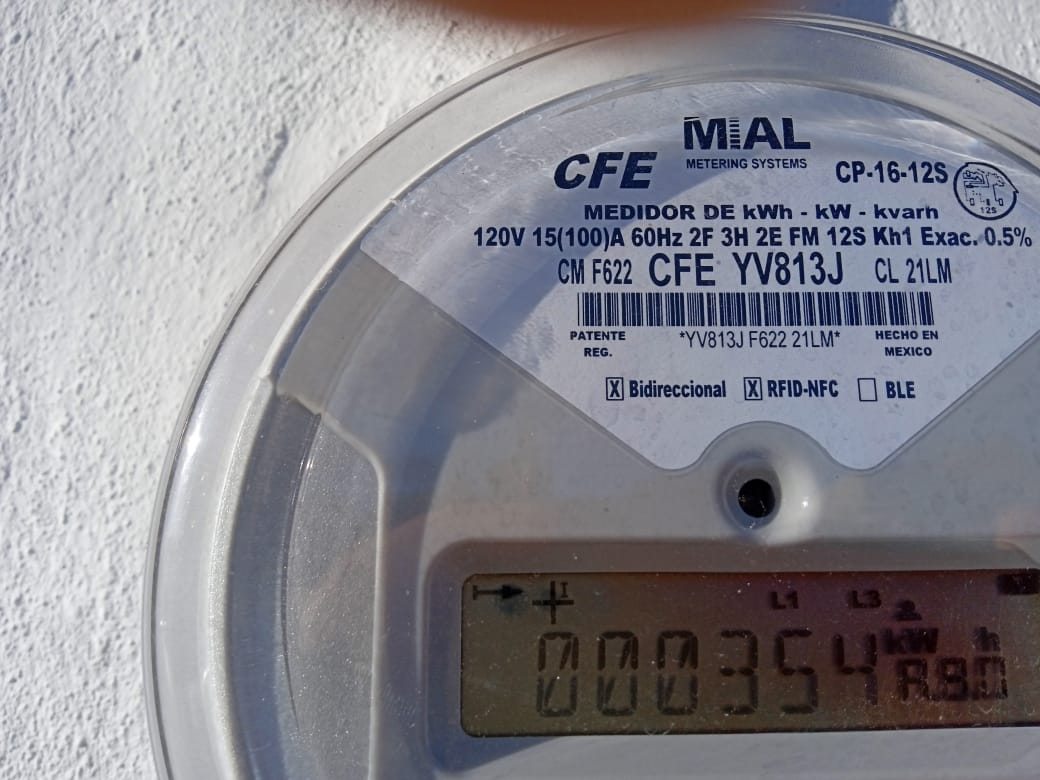 MIAL
METERING SYSTEMS
CFE
CP-16-12S
12S
MEDIDOR DE kWh - kW - kvarh
120V 15(100)A 60Hz 2F 3H 2E FM 12S Kh1 Exac. 0.5%
CM F622 CFE YV813J CL 21LM
PATENTE REG.
*YV813J F622 21LM*
HECHO EN MEXICO
X Bidireccional X RFID-NFC BLE
L1 L3
000354 kWh